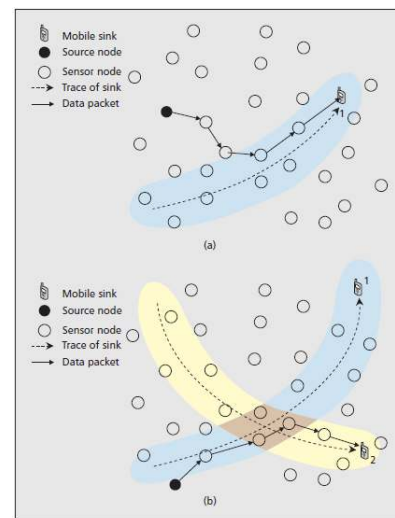 Mobile sink
Source node
Sensor node
Trace of sink
Data packet
1
(a)
Mobile sink
Source node
Sensor node
Trace of sink
Data packet
1
2
(b)